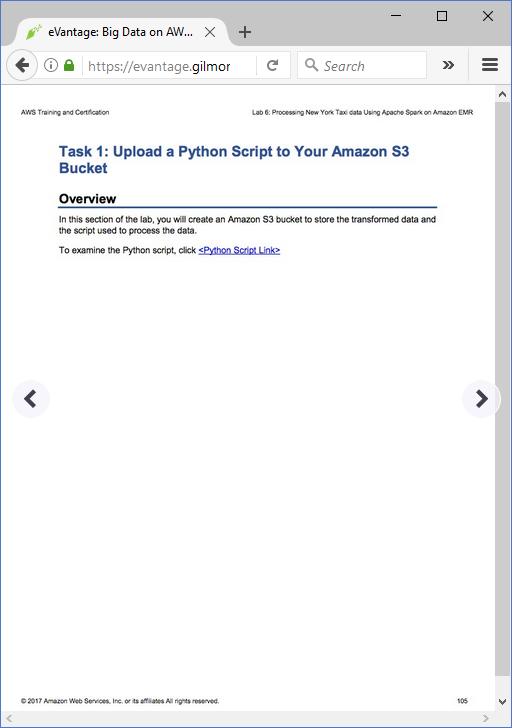 eVantage: Big Data on AW...
https://evantage.gilmor
Search
AWS Training and Certification
Lab 6: Processing New York Taxi data Using Apache Spark on Amazon EMR
Task 1: Upload a Python Script to Your Amazon S3
Bucket
Overview
In this section of the lab, you will create an Amazon S3 bucket to store the transformed data and
the script used to process the data.
To examine the Python script, click <Python Script Link>
© 2017 Amazon Web Services, Inc. or its affiliates All rights reserved.
105